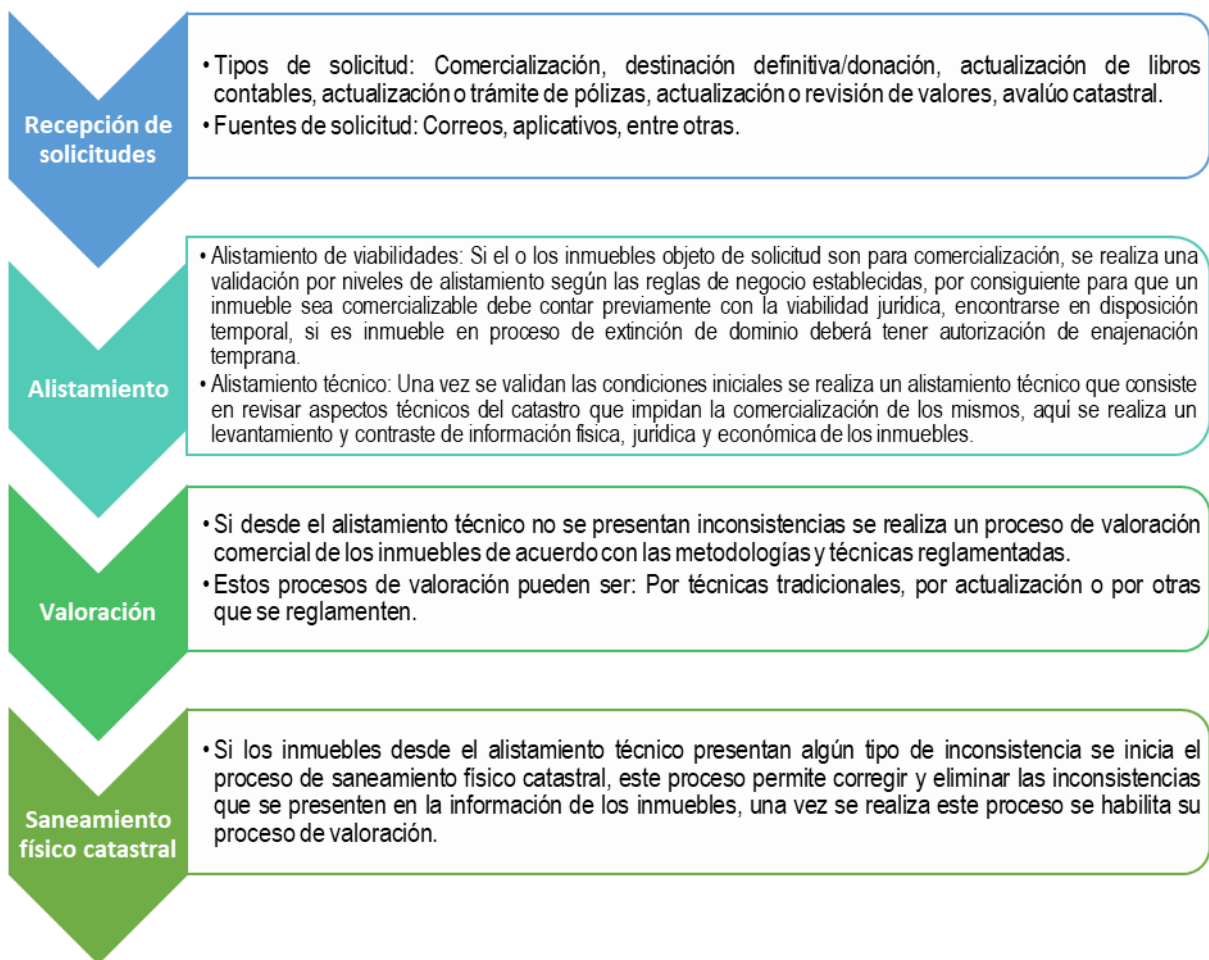 Recepción de
solicitudes
• Tipos de solicitud: Comercialización, destinación definitiva/donación, actualización de libros
contables, actualización o trámite de pólizas, actualización o revisión de valores, avalúo catastral.
• Fuentes de solicitud: Correos, aplicativos, entre otras.
Alistamiento
• Alistamiento de viabilidades: Si el o los inmuebles objeto de solicitud son para comercialización, se realiza una
validación por niveles de alistamiento según las reglas de negocio establecidas, por consiguiente para que un
inmueble sea comercializable debe contar previamente con la viabilidad jurídica, encontrarse en disposición
temporal, si es inmueble en proceso de extinción de dominio deberá tener autorización de enajenación
temprana.
• Alistamiento técnico: Una vez se validan las condiciones iniciales se realiza un alistamiento técnico que consiste
en revisar aspectos técnicos del catastro que impidan la comercialización de los mismos, aquí se realiza un
levantamiento y contraste de información física, jurídica y económica de los inmuebles.
Valoración
• Si desde el alistamiento técnico no se presentan inconsistencias se realiza un proceso de valoración
comercial de los inmuebles de acuerdo con las metodologías y técnicas reglamentadas.
• Estos procesos de valoración pueden ser: Por técnicas tradicionales, por actualización o por otras
que se reglamenten.
Saneamiento
físico catastral
• Si los inmuebles desde el alistamiento técnico presentan algún tipo de inconsistencia se inicia el
proceso de saneamiento físico catastral, este proceso permite corregir y eliminar las inconsistencias
que se presenten en la información de los inmuebles, una vez se realiza este proceso se habilita su
proceso de valoración.